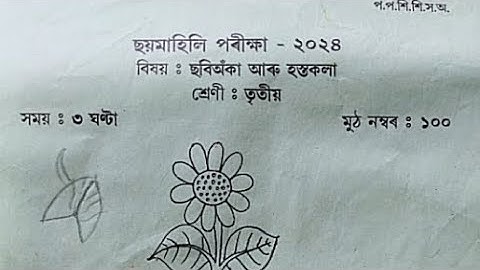 প.প.শি.শি.স.অ.
ছয়মাহিলি পৰীক্ষা - ২০২৪
বিষয় : ছবিঅঁকা আৰু হস্তকলা
শ্ৰেণী : তৃতীয়
সময় : ৩ ঘণ্টা মুঠ নম্বৰ : ১০০